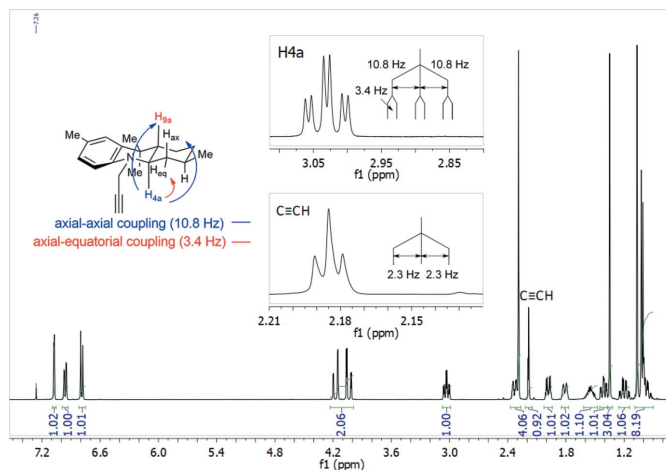 7.26
H4a
10.8 Hz
10.8 Hz
3.4 Hz
3.05
2.95
2.85
f1 (ppm)
H9a
Me
Me
Hax
Me
N
Me
Heq
H
H4a
axial-axial coupling (10.8 Hz)
axial-equatorial coupling (3.4 Hz)
C≡CH
2.3 Hz
2.3 Hz
2.21
2.18
2.15
f1 (ppm)
C≡CH
1.02
1.00
1.01
2.06
1.00
4.06
0.92
1.01
1.02
1.10
1.01
3.04
1.06
8.19
7.2
6.6
6.0
5.4
4.8
4.2
3.6
3.0
2.4
1.8
1.2
f1 (ppm)